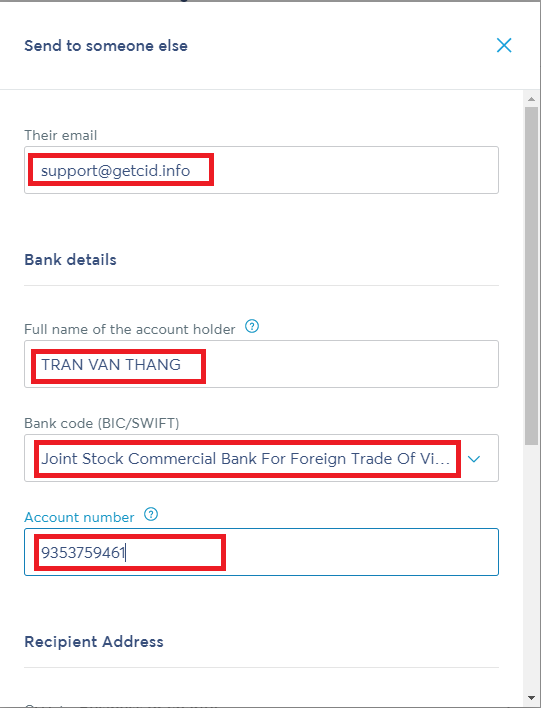 Send to someone else
Their email
support@getcid.info
Bank details
Full name of the account holder
TRAN VAN THANG
Bank code (BIC/SWIFT)
Joint Stock Commercial Bank For Foreign Trade Of Vi...
Account number
9353759461
Recipient Address